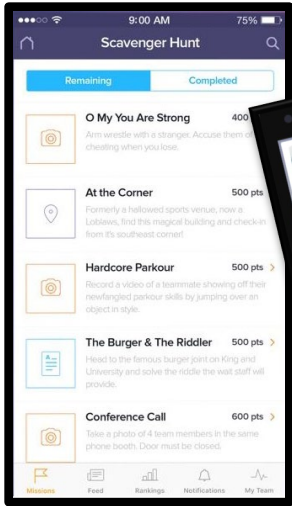 9:00 AM 75%
Scavenger Hunt
Remaining Completed
O My You Are Strong 400
Arm wrestle with a stranger. Accuse them of
cheating when you lose.
At the Corner 500 pts
Formerly a hallowed sports venue, now a
Loblaws, find this magical building and check-in
from it's southeast corner!
Hardcore Parkour 500 pts
Record a video of a teammate showing off their
newfangled parkour skills by jumping over an
object in style.
The Burger & The Riddler 500 pts
Head to the famous burger joint on King and
University and solve the riddle the wait staff will
provide.
Conference Call 600 pts
Take a photo of 4 team members in the same
phone booth. Door must be closed.
Missions Feed Rankings Notifications My Team